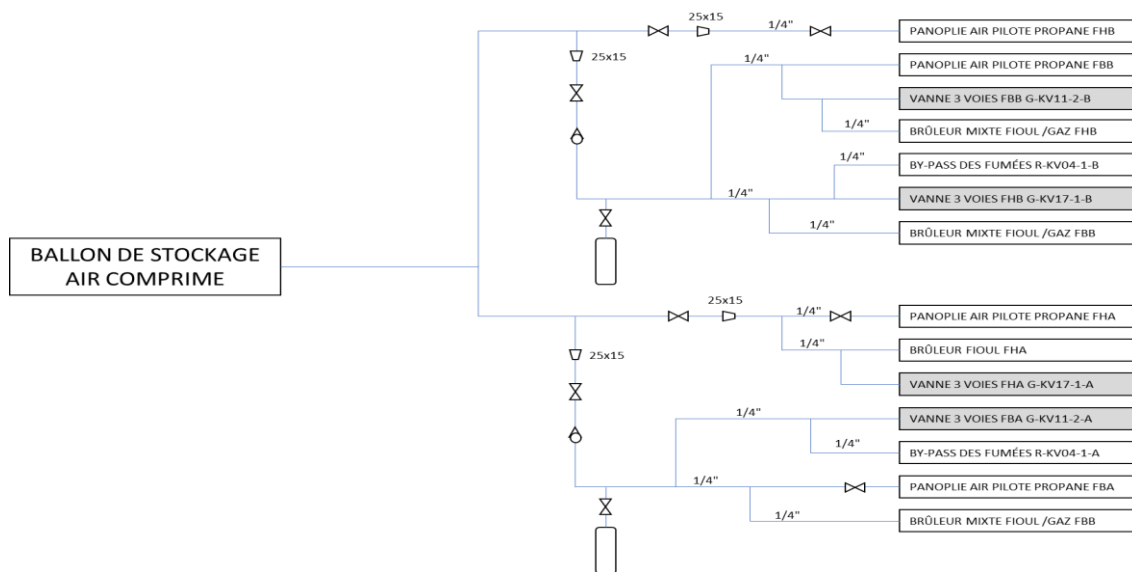 25x15
1/4"
PANOPLIE AIR PILOTE PROPANE FHB
25x15
1/4"
PANOPLIE AIR PILOTE PROPANE FBB
VANNE 3 VOIES FBB G-KV11-2-B
1/4"
BRÛLEUR MIXTE FIOUL /GAZ FHB
1/4"
BY-PASS DES FUMÉES R-KV04-1-B
1/4"
VANNE 3 VOIES FHB G-KV17-1-B
1/4"
BRÛLEUR MIXTE FIOUL /GAZ FBB
BALLON DE STOCKAGE
AIR COMPRIME
25x15
1/4"
PANOPLIE AIR PILOTE PROPANE FHA
25x15
1/4"
BRÛLEUR FIOUL FHA
VANNE 3 VOIES FHA G-KV17-1-A
1/4"
VANNE 3 VOIES FBA G-KV11-2-A
1/4"
BY-PASS DES FUMÉES R-KV04-1-A
1/4"
PANOPLIE AIR PILOTE PROPANE FBA
1/4"
BRÛLEUR MIXTE FIOUL /GAZ FBB